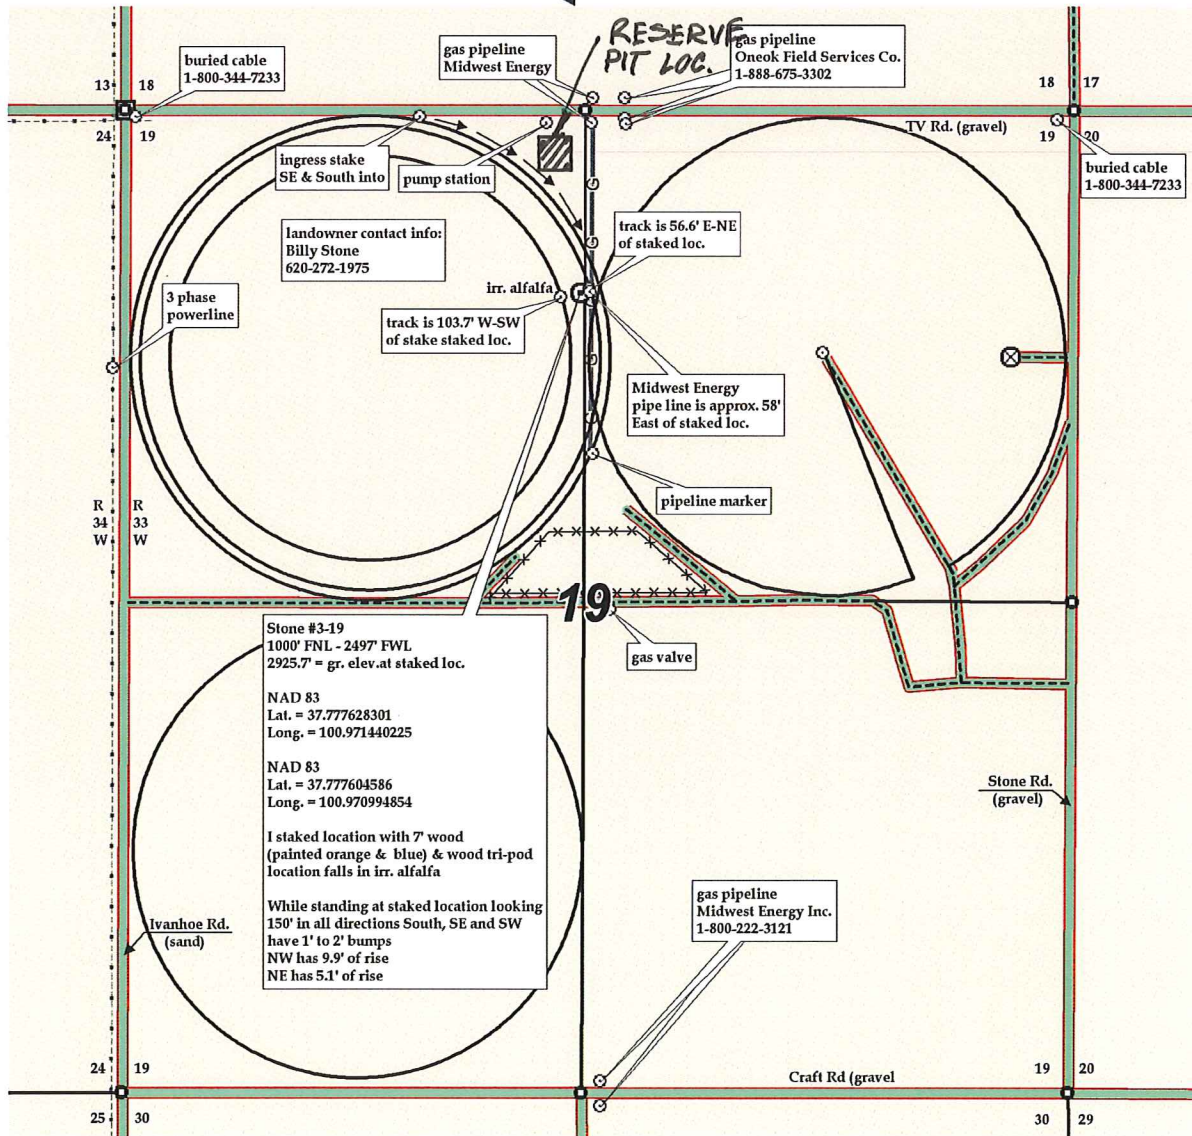 RESERVE
PIT LOC.
gas pipeline
Midwest Energy
gas pipeline
Oneok Field Services Co.
1-888-675-3302
buried cable
1-800-344-7233
13 18
24 19
18 17
19 20
TV Rd. (gravel)
buried cable
1-800-344-7233
ingress stake
SE & South into
pump station
landowner contact info:
Billy Stone
620-272-1975
track is 56.6' E-NE
of staked loc.
irr. alfalfa
3 phase
powerline
track is 103.7' W-SW
of stake staked loc.
G
G
G
G
Midwest Energy
pipe line is approx. 58'
East of staked loc.
pipeline marker
R R
34 33
W W
19
gas valve
Stone #3-19
1000' FNL - 2497' FWL
2925.7' = gr. elev.at staked loc.
NAD 83
Lat. = 37.777628301
Long. = 100.971440225
NAD 83
Lat. = 37.777604586
Long. = 100.970994854
I staked location with 7' wood
(painted orange & blue) & wood tri-pod
location falls in irr. alfalfa
While standing at staked location looking
150' in all directions South, SE and SW
have 1' to 2' bumps
NW has 9.9' of rise
NE has 5.1' of rise
Stone Rd.
(gravel)
Ivanhoe Rd.
(sand)
gas pipeline
Midwest Energy Inc.
1-800-222-3121
Craft Rd (gravel
24 19
25 30
19 20
30 29